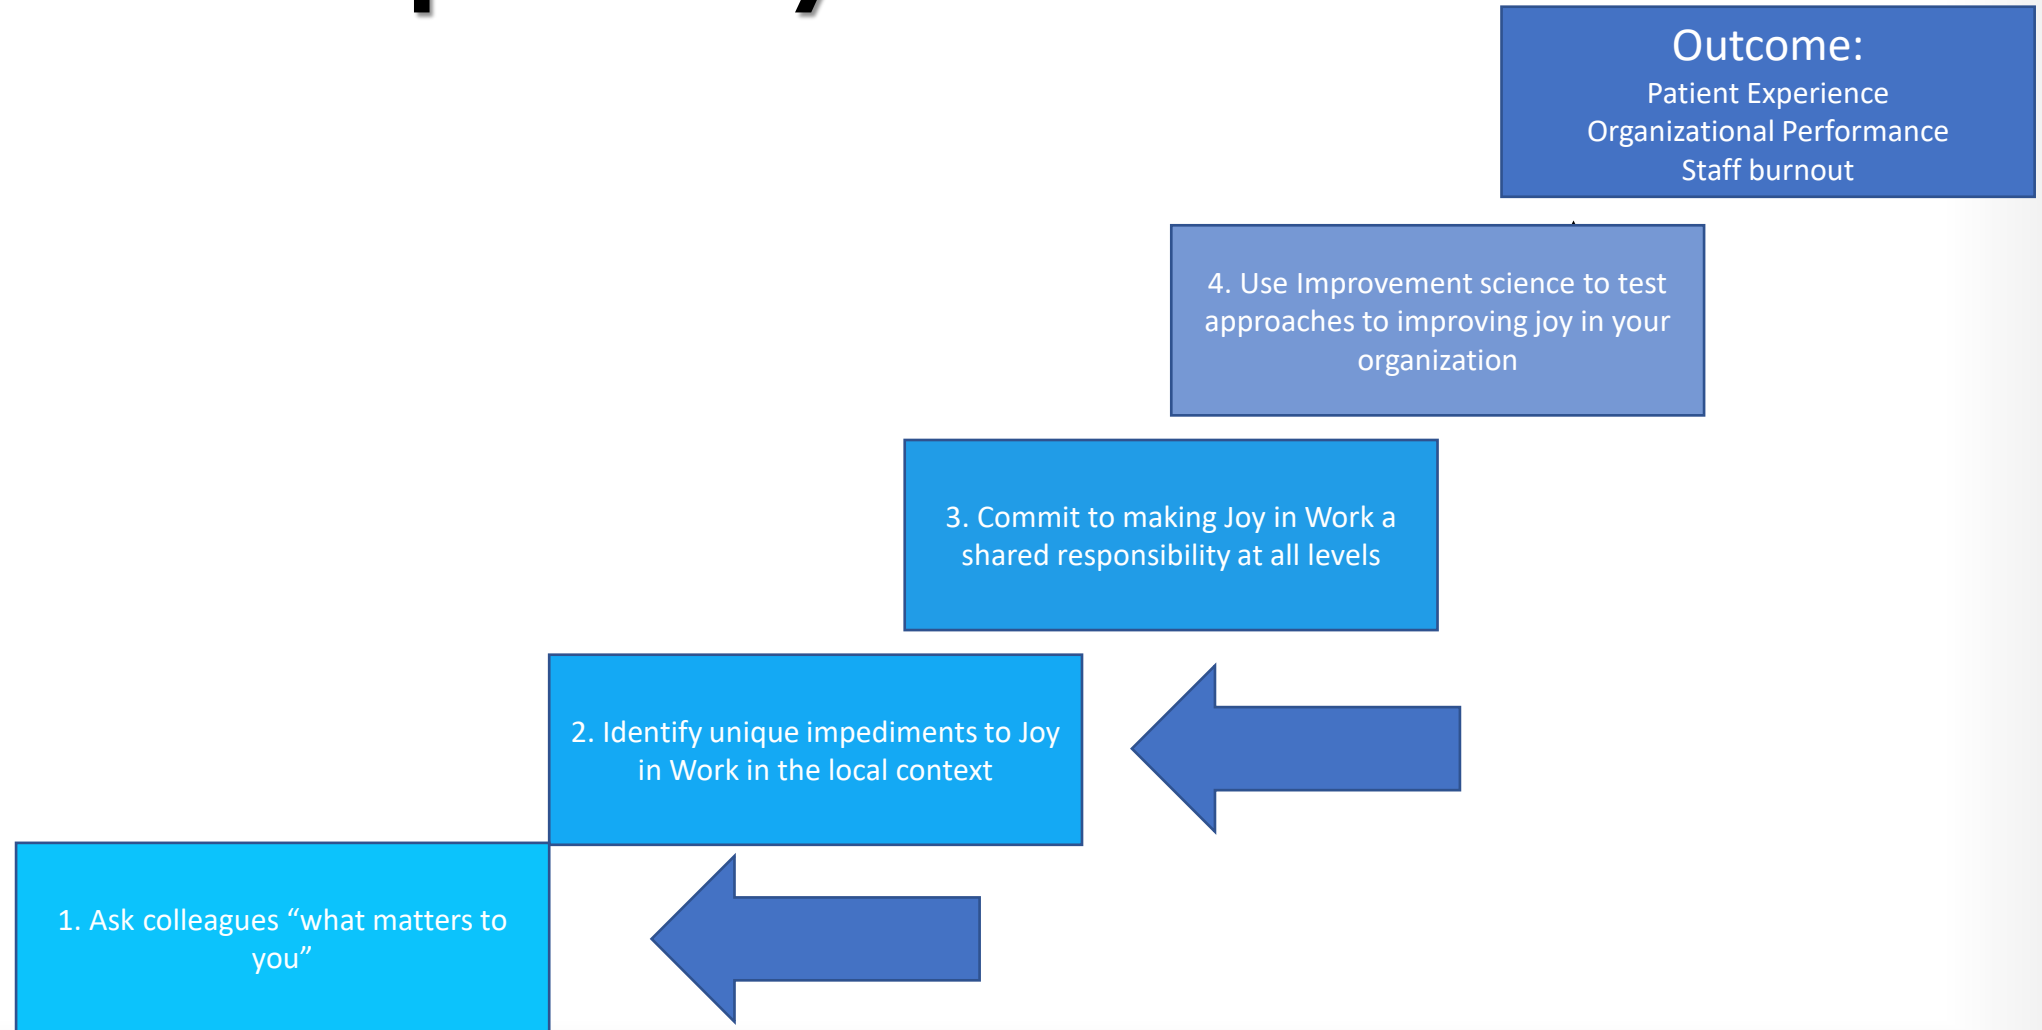 Outcome:
Patient Experience
Organizational Performance
Staff burnout
4. Use Improvement science to test
approaches to improving joy in your
organization
3. Commit to making Joy in Work a
shared responsibility at all levels
2. Identify unique impediments to Joy
in Work in the local context
1. Ask colleagues “what matters to
you”